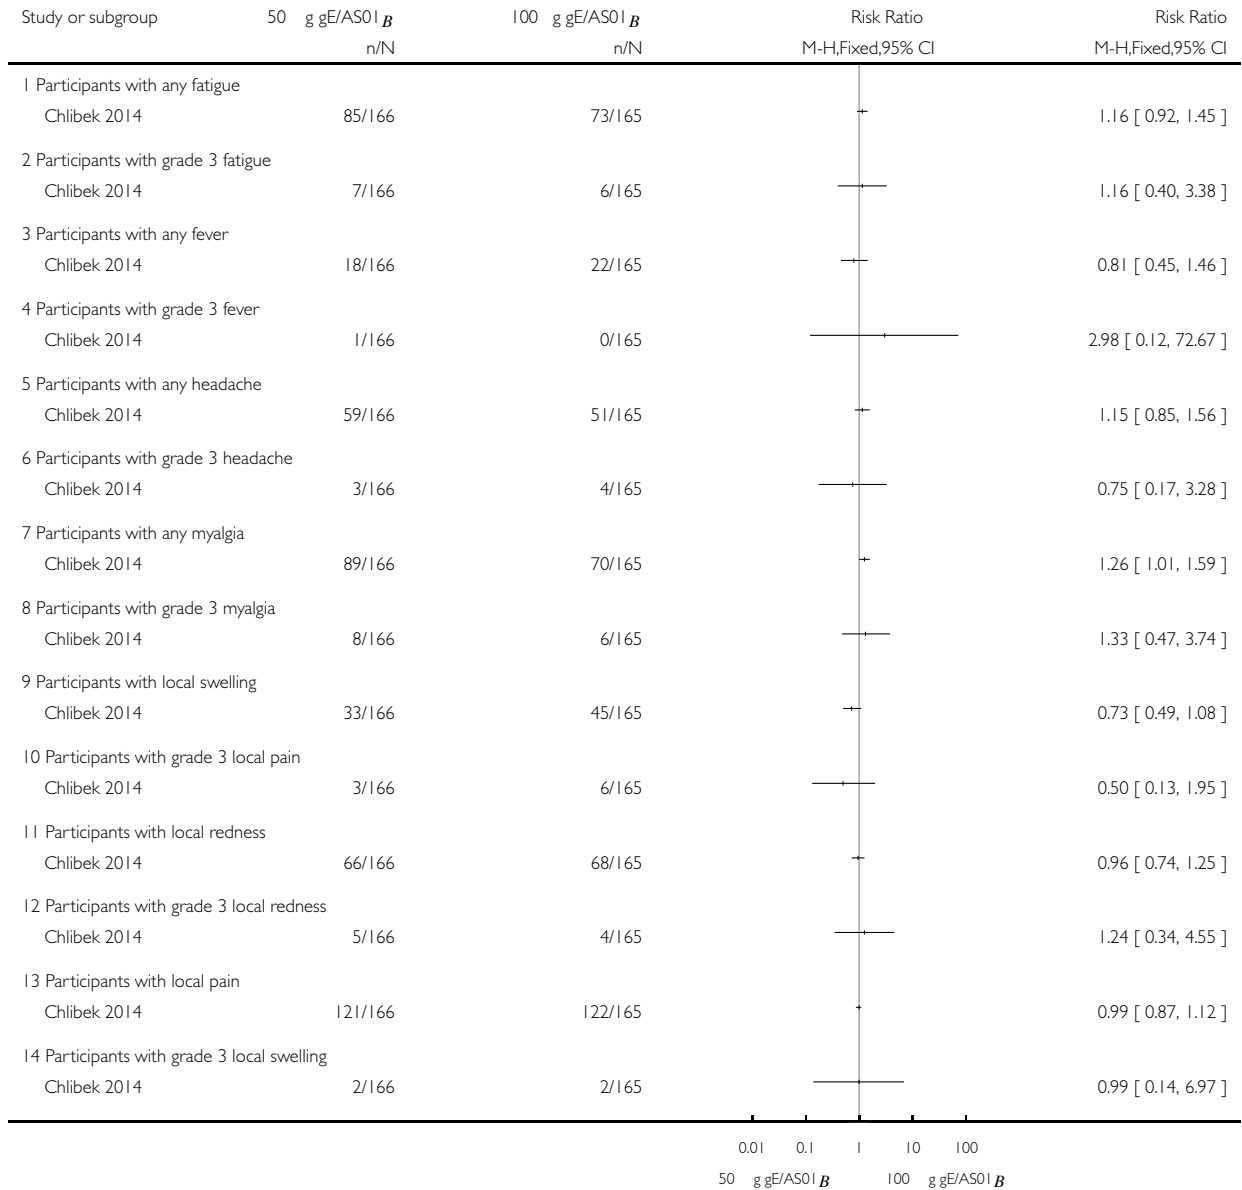 Study or subgroup 50 g gE/AS01B 100 g gE/AS01B Risk Ratio Risk Ratio
n/N n/N M-H,Fixed,95% CI M-H,Fixed,95% CI
1 Participants with any fatigue
Chlibek 2014 85/166 73/165 1.16 [ 0.92, 1.45 ]
2 Participants with grade 3 fatigue
Chlibek 2014 7/166 6/165 1.16 [ 0.40, 3.38 ]
3 Participants with any fever
Chlibek 2014 18/166 22/165 0.81 [ 0.45, 1.46 ]
4 Participants with grade 3 fever
Chlibek 2014 1/166 0/165 2.98 [ 0.12, 72.67 ]
5 Participants with any headache
Chlibek 2014 59/166 51/165 1.15 [ 0.85, 1.56 ]
6 Participants with grade 3 headache
Chlibek 2014 3/166 4/165 0.75 [ 0.17, 3.28 ]
7 Participants with any myalgia
Chlibek 2014 89/166 70/165 1.26 [ 1.01, 1.59 ]
8 Participants with grade 3 myalgia
Chlibek 2014 8/166 6/165 1.33 [ 0.47, 3.74 ]
9 Participants with local swelling
Chlibek 2014 33/166 45/165 0.73 [ 0.49, 1.08 ]
10 Participants with grade 3 local pain
Chlibek 2014 3/166 6/165 0.50 [ 0.13, 1.95 ]
11 Participants with local redness
Chlibek 2014 66/166 68/165 0.96 [ 0.74, 1.25 ]
12 Participants with grade 3 local redness
Chlibek 2014 5/166 4/165 1.24 [ 0.34, 4.55 ]
13 Participants with local pain
Chlibek 2014 121/166 122/165 0.99 [ 0.87, 1.12 ]
14 Participants with grade 3 local swelling
Chlibek 2014 2/166 2/165 0.99 [ 0.14, 6.97 ]
0.01 0.1 1 10 100
50 g gE/AS01B 100 g gE/AS01B